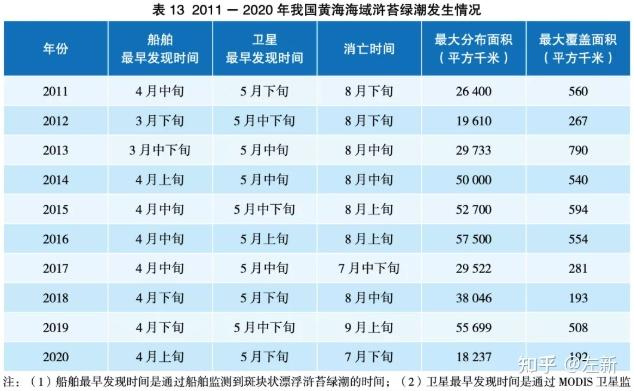 表 13 2011 — 2020 年我国黄海海域浒苔绿潮发生情况
年份 船舶最早发现时间 卫星最早发现时间 消亡时间 最大分布面积（平方千米） 最大覆盖面积（平方千米）
2011 4 月中旬 5 月下旬 8 月下旬 26 400 560
2012 3 月下旬 5 月中下旬 8 月下旬 19 610 267
2013 3 月中下旬 5 月中旬 8 月中旬 29 733 790
2014 4 月上旬 5 月中旬 8 月中旬 50 000 540
2015 4 月中旬 5 月中下旬 8 月上旬 52 700 594
2016 4 月中旬 5 月上旬 8 月上旬 57 500 554
2017 4 月中旬 5 月中旬 7 月中下旬 29 522 281
2018 4 月下旬 5 月下旬 8 月中旬 38 046 193
2019 4 月下旬 5 月中下旬 9 月上旬 55 699 508
2020 4 月上旬 5 月下旬 7 月下旬 18 237 192
知乎 @左新
注：（1）船舶最早发现时间是通过船舶监测到斑块状漂浮浒苔绿潮的时间；（2）卫星最早发现时间是通过 MODIS 卫星监